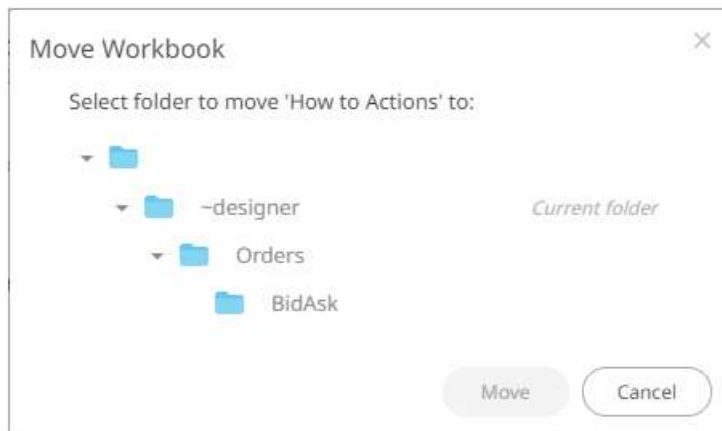 Move Workbook
Select folder to move 'How to Actions' to:
~designer Current folder
Orders
BidAsk
Move Cancel